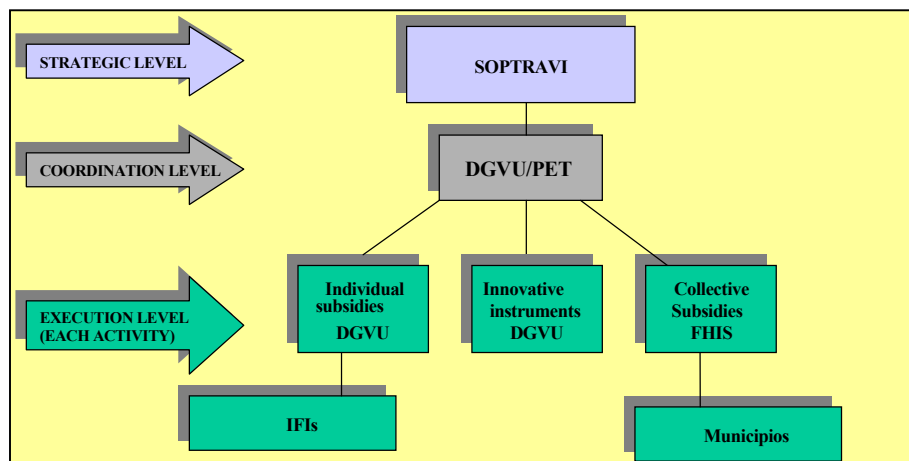 STRATEGIC LEVEL
SOPTRAVI
COORDINATION LEVEL
DGVU/PET
EXECUTION LEVEL
(EACH ACTIVITY)
Individual
subsidies
DGVU
Innovative
instruments
DGVU
Collective
Subsidies
FHIS
IFIs
Municipios